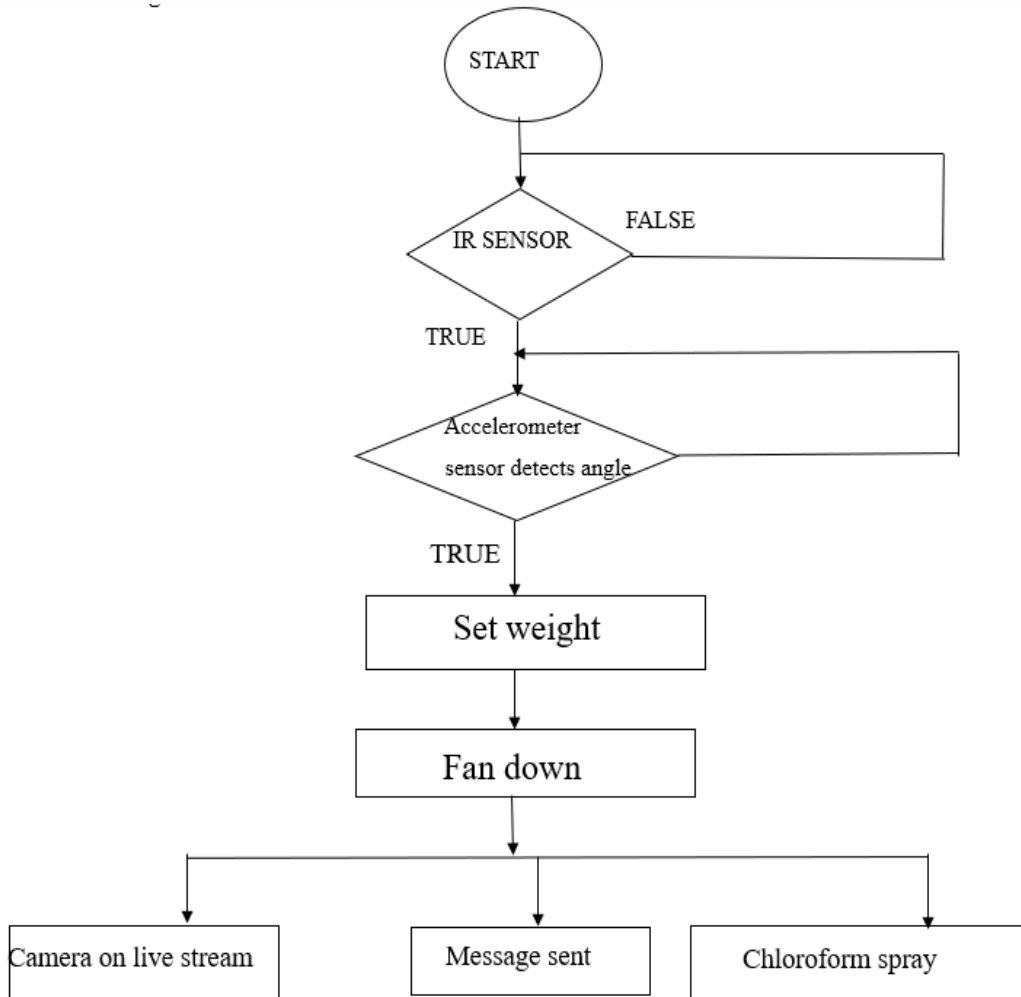 START
IR SENSOR
FALSE
TRUE
Accelerometer
sensor detects angle
TRUE
Set weight
Fan down
Camera on live stream
Message sent
Chloroform spray